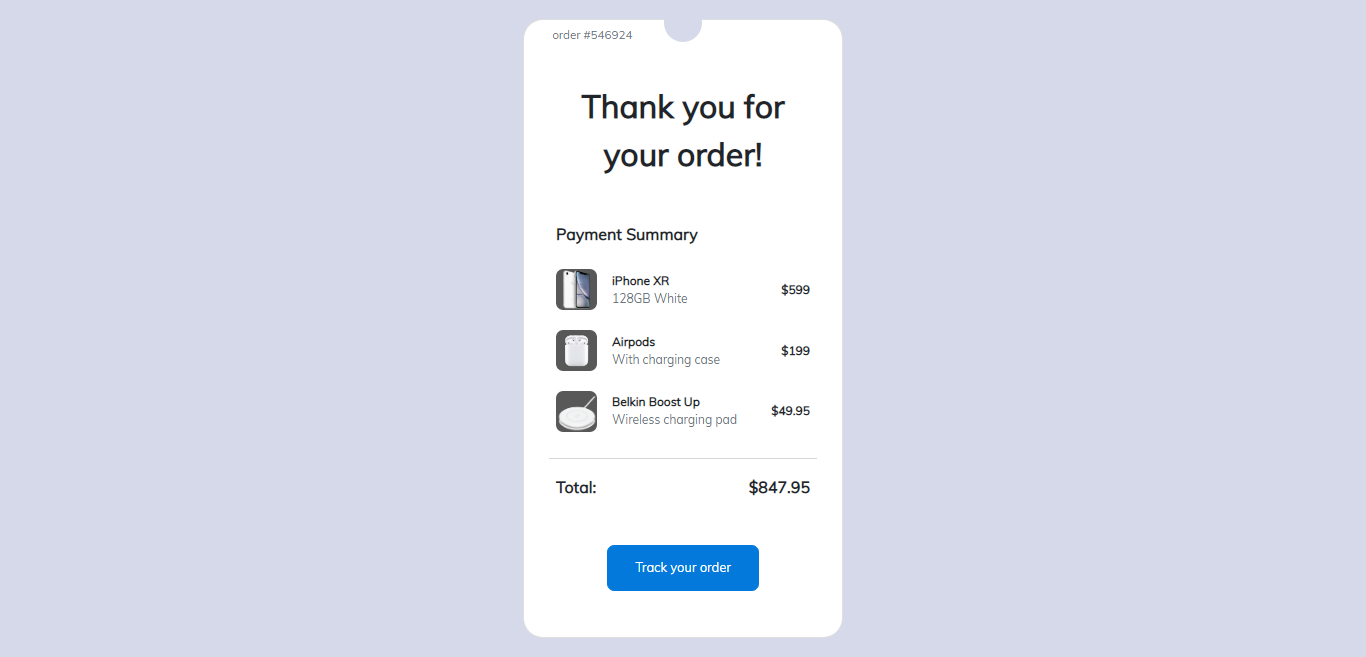 order #546924
Thank you for
your order!
Payment Summary
iPhone XR
128GB White
$599
Airpods
With charging case
$199
Belkin Boost Up
Wireless charging pad
$49.95
Total:
$847.95
Track your order